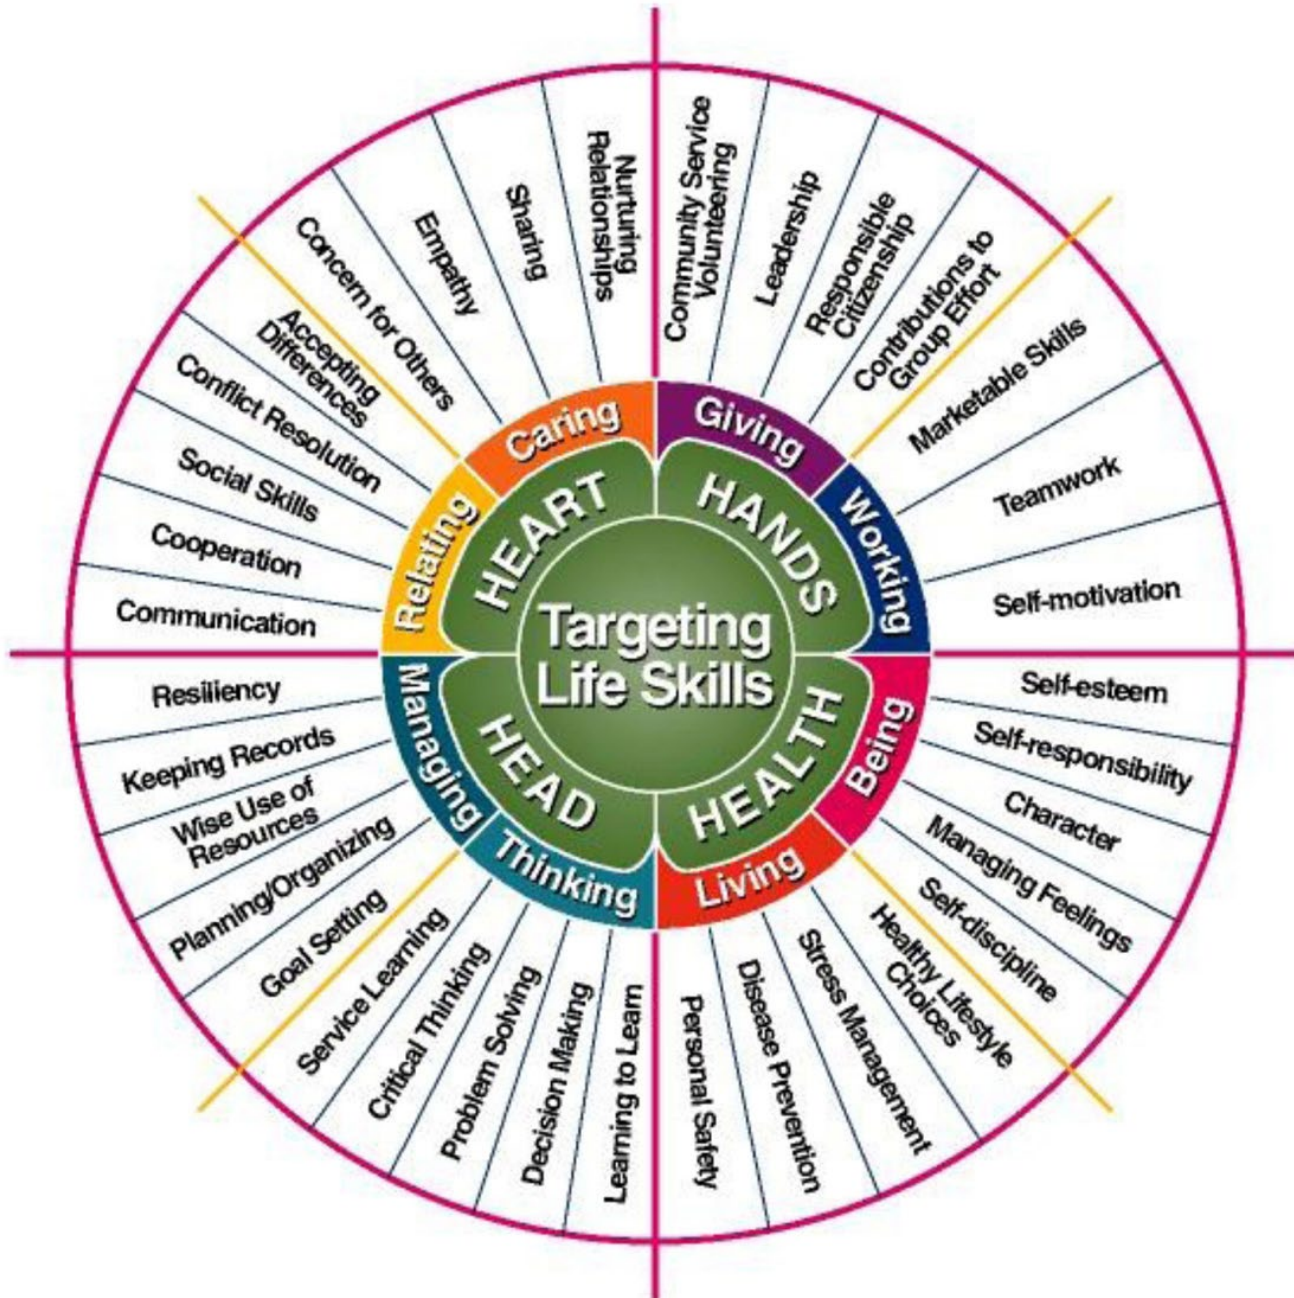 Targeting
Life Skills
HEART
HANDS
HEALTH
HEAD
Caring
Giving
Working
Being
Living
Thinking
Managing
Relating
Community Service
Volunteering
Leadership
Responsible
Citizenship
Contributions to
Group Effort
Marketable Skills
Teamwork
Self-motivation
Self-esteem
Self-responsibility
Character
Managing Feelings
Self-discipline
Healthy Lifestyle
Choices
Stress Management
Disease Prevention
Personal Safety
Learning to Learn
Decision Making
Problem Solving
Critical Thinking
Service Learning
Goal Setting
Planning/Organizing
Wise Use of
Resources
Keeping Records
Resiliency
Communication
Cooperation
Social Skills
Conflict Resolution
Accepting
Differences
Concern for Others
Empathy
Sharing
Nurturing
Relationships